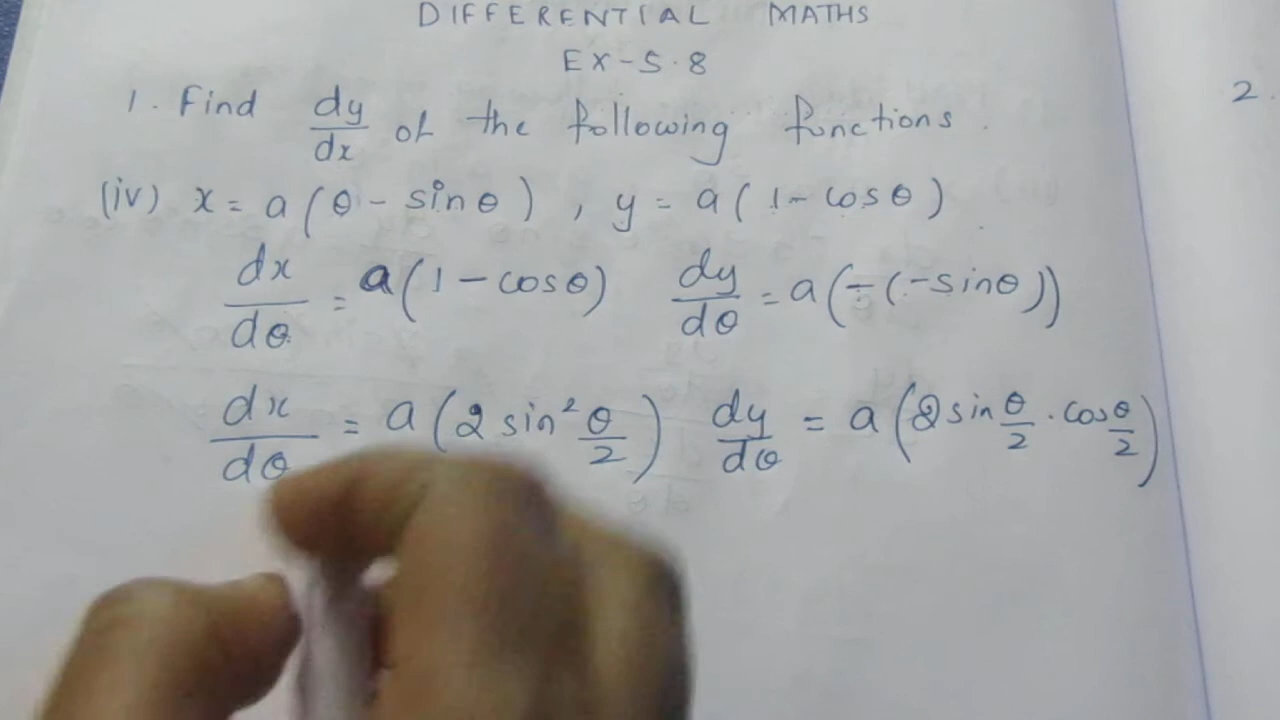 DIFFERENTIAL MATHS
EX-5.8
1. Find dy/dx of the following functions.
2.
(iv) x = a(θ - sinθ), y = a(1 - cosθ)
dx/dθ = a(1 - cosθ) dy/dθ = a(-(-sinθ))
dx/dθ = a(2 sin² θ/2) dy/dθ = a(2 sin θ/2 . cos θ/2)